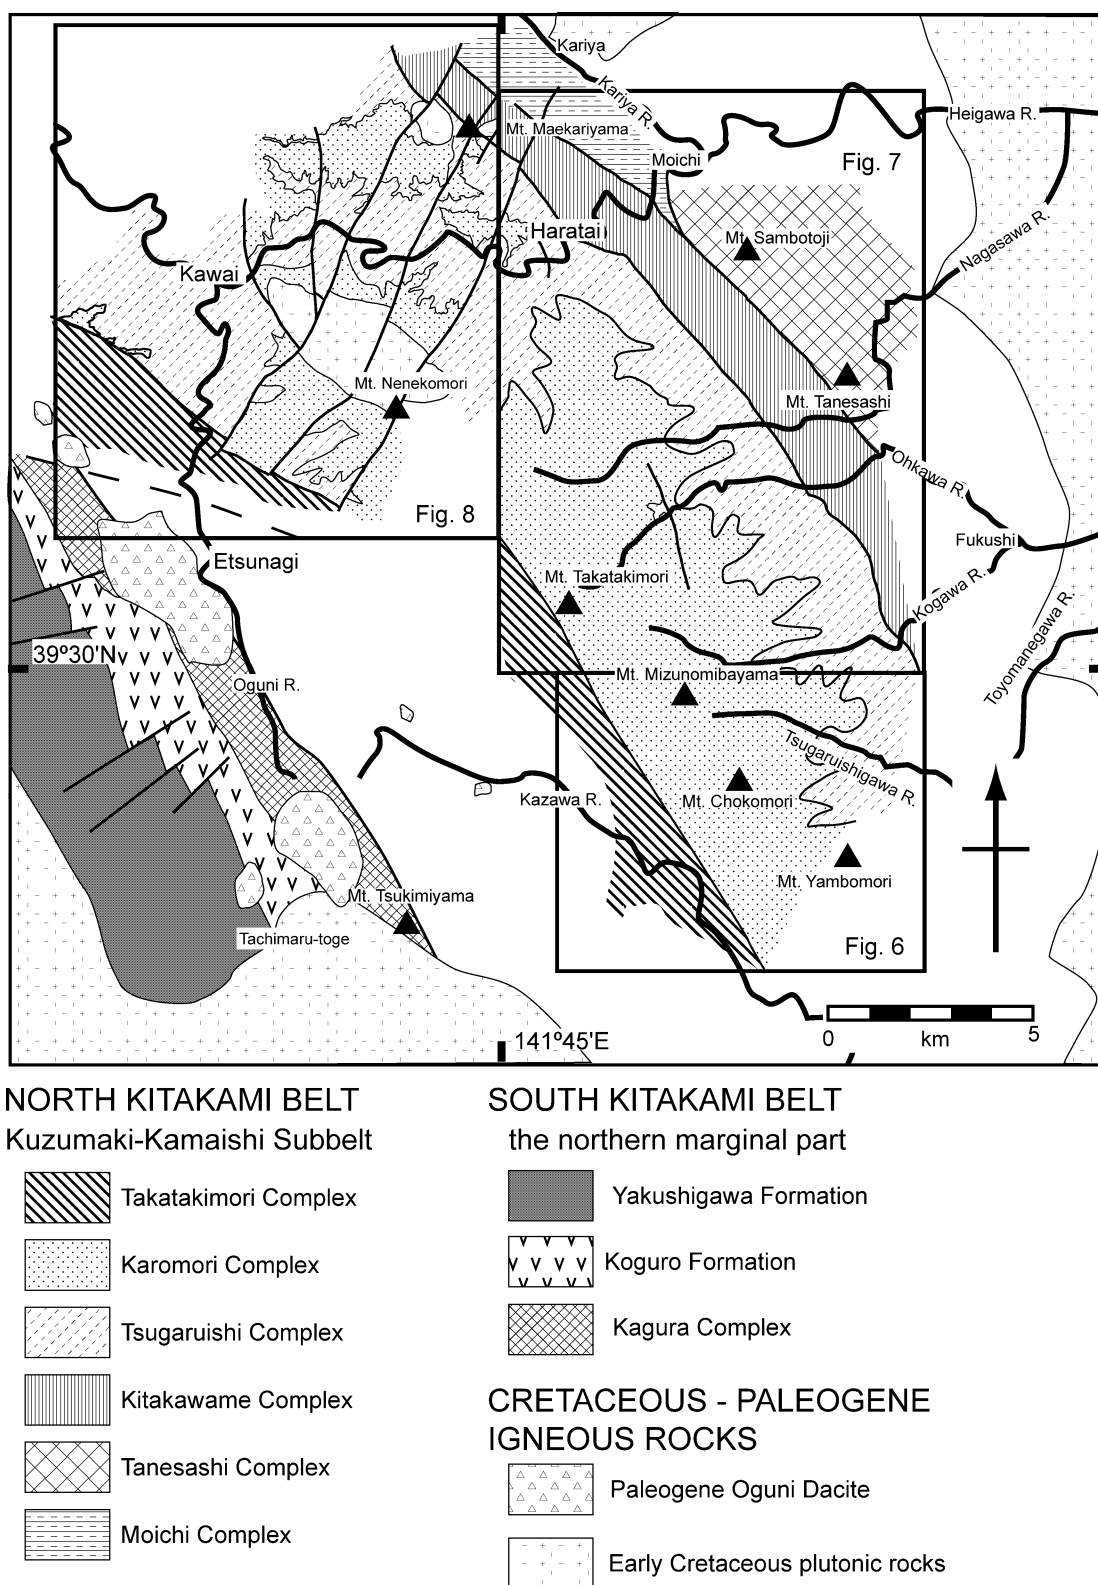 Kariya
Kariya R.
Heigawa R.
Mt. Maekariyama
Moichi
Fig. 7
Nagasawa R.
Haratai
Mt. Sambotoji
Kawai
Mt. Nenekomori
Mt. Tanesashi
Ohkawa R.
Fig. 8
Fukushi
Etsunagi
Mt. Takatakimori
Kogawa R.
39º30'N
Toyomanegawa R.
Oguni R.
Mt. Mizunomibayama
Tsugaruishigawa R.
Kazawa R.
Mt. Chokomori
Mt. Yambomori
Mt. Tsukimiyama
Tachimaru-toge
Fig. 6
141º45'E
0 km 5
NORTH KITAKAMI BELT
Kuzumaki-Kamaishi Subbelt
Takatakimori Complex
Karomori Complex
Tsugaruishi Complex
Kitakawame Complex
Tanesashi Complex
Moichi Complex
SOUTH KITAKAMI BELT
the northern marginal part
Yakushigawa Formation
Koguro Formation
Kagura Complex
CRETACEOUS - PALEOGENE
IGNEOUS ROCKS
Paleogene Oguni Dacite
Early Cretaceous plutonic rocks